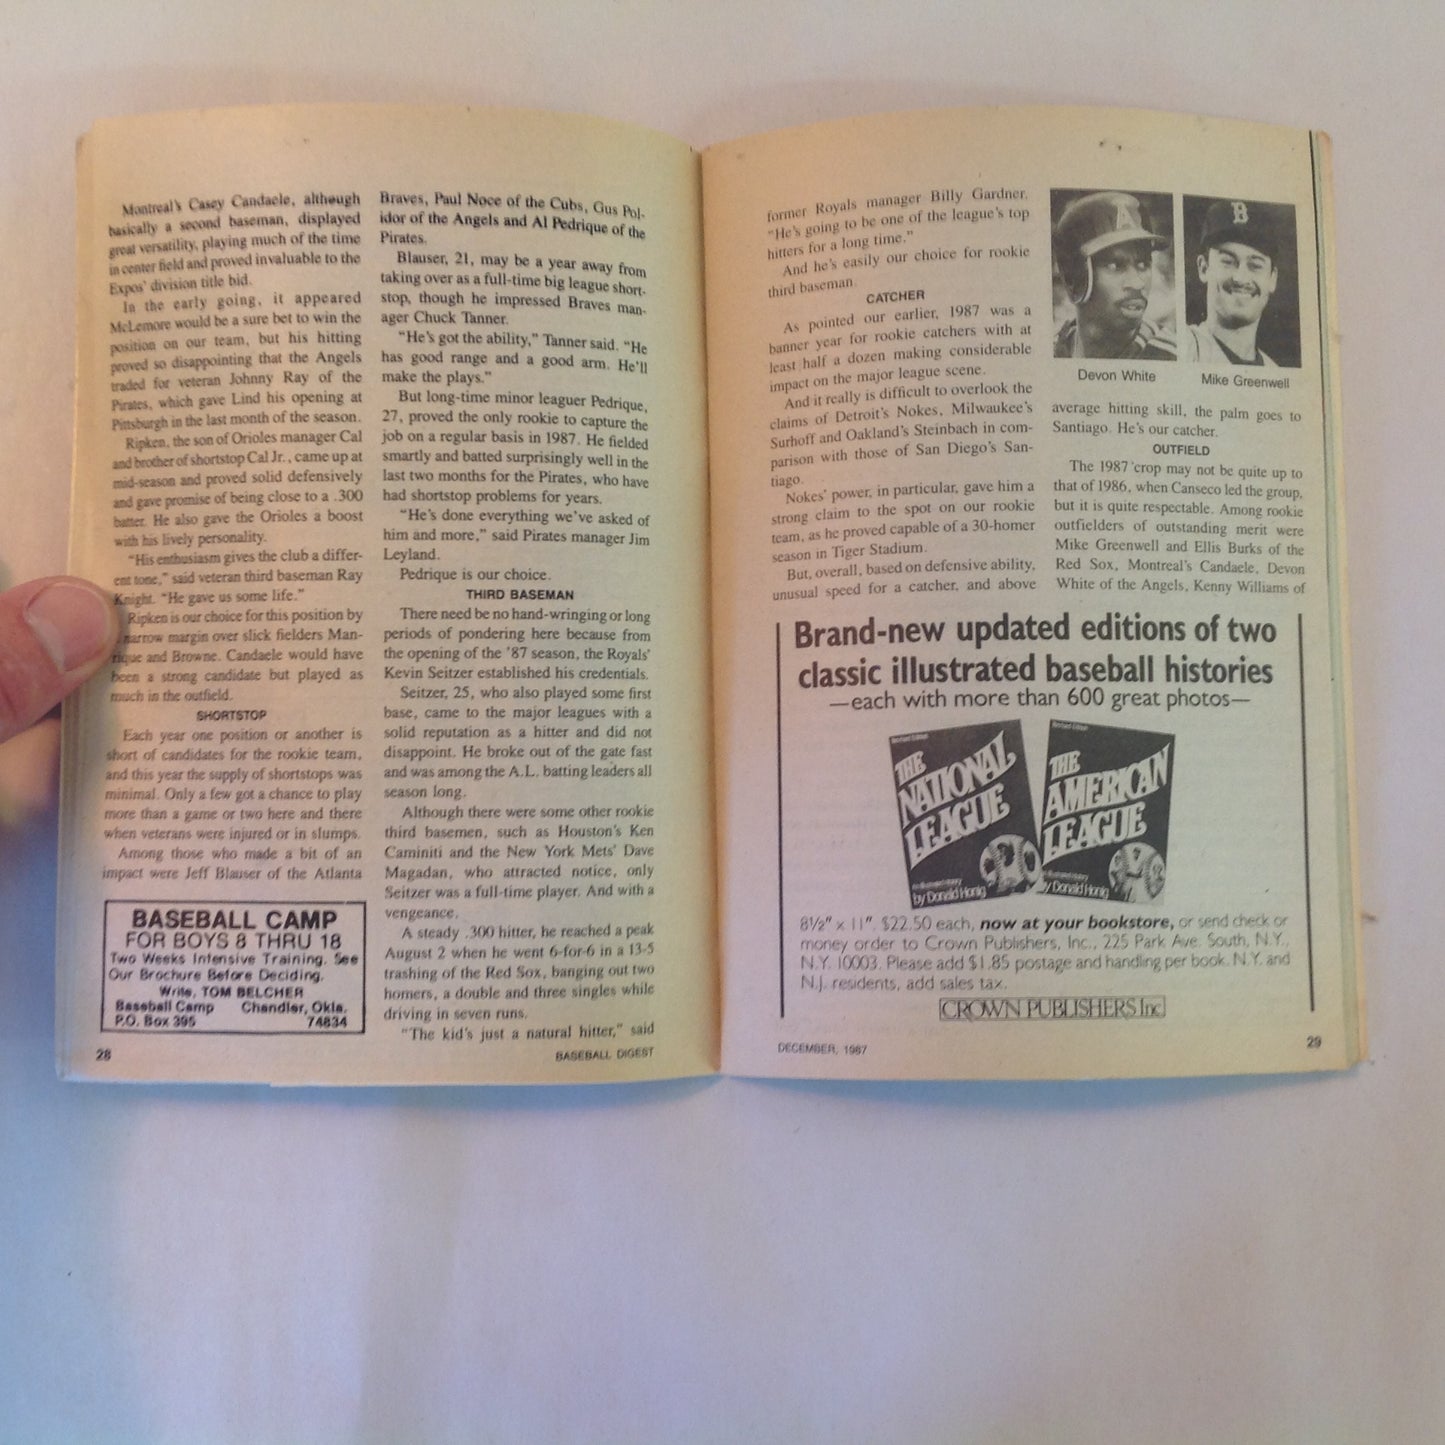 Montreal's Casey Candaele, although
basically a second baseman, displayed
great versatility, playing much of the time
in center field and proved invaluable to the
Expos' division title bid.
In the early going, it appeared
McLemore would be a sure bet to win the
position on our team, but his hitting
proved so disappointing that the Angels
traded for veteran Johnny Ray of the
Pirates, which gave Lind his opening at
Pittsburgh in the last month of the season.
Ripken, the son of Orioles manager Cal
and brother of shortstop Cal Jr., came up at
mid-season and proved solid defensively
and gave promise of being close to a .300
batter. He also gave the Orioles a boost
with his lively personality.
"His enthusiasm gives the club a differ-
ent tone," said veteran third baseman Ray
Knight. "He gave us some life."
Ripken is our choice for this position by
narrow margin over slick fielders Man-
rique and Browne. Candaele would have
been a strong candidate but played as
much in the outfield.
SHORTSTOP
Each year one position or another is
short of candidates for the rookie team,
and this year the supply of shortstops was
minimal. Only a few got a chance to play
more than a game or two here and there
when veterans were injured or in slumps.
Among those who made a bit of an
impact were Jeff Blauser of the Atlanta
BASEBALL CAMP
FOR BOYS 8 THRU 18
Two Weeks Intensive Training. See
Our Brochure Before Deciding.
Write, TOM BELCHER
Baseball Camp Chandler, Okla.
P.O. Box 395 74834
28
Braves, Paul Noce of the Cubs, Gus Pol-
idor of the Angels and Al Pedrique of the
Pirates.
Blauser, 21, may be a year away from
taking over as a full-time big league short-
stop, though he impressed Braves man-
ager Chuck Tanner.
"He's got the ability," Tanner said. "He
has good range and a good arm. He'll
make the plays."
But long-time minor leaguer Pedrique,
27, proved the only rookie to capture the
job on a regular basis in 1987. He fielded
smartly and batted surprisingly well in the
last two months for the Pirates, who have
had shortstop problems for years.
"He's done everything we've asked of
him and more," said Pirates manager Jim
Leyland.
Pedrique is our choice.
THIRD BASEMAN
There need be no hand-wringing or long
periods of pondering here because from
the opening of the '87 season, the Royals'
Kevin Seitzer established his credentials.
Seitzer, 25, who also played some first
base, came to the major leagues with a
solid reputation as a hitter and did not
disappoint. He broke out of the gate fast
and was among the A.L. batting leaders all
season long.
Although there were some other rookie
third basemen, such as Houston's Ken
Caminiti and the New York Mets' Dave
Magadan, who attracted notice, only
Seitzer was a full-time player. And with a
vengeance.
A steady .300 hitter, he reached a peak
August 2 when he went 6-for-6 in a 13-5
trashing of the Red Sox, banging out two
homers, a double and three singles while
driving in seven runs.
"The kid's just a natural hitter," said
BASEBALL DIGEST
former Royals manager Billy Gardner.
"He's going to be one of the league's top
hitters for a long time."
And he's easily our choice for rookie
third baseman.
CATCHER
As pointed our earlier, 1987 was a
banner year for rookie catchers with at
least half a dozen making considerable
impact on the major league scene.
And it really is difficult to overlook the
claims of Detroit's Nokes, Milwaukee's
Surhoff and Oakland's Steinbach in com-
parison with those of San Diego's San-
tiago.
Nokes' power, in particular, gave him a
strong claim to the spot on our rookie
team, as he proved capable of a 30-homer
season in Tiger Stadium.
But, overall, based on defensive ability,
unusual speed for a catcher, and above
A
B
Devon White
Mike Greenwell
average hitting skill, the palm goes to
Santiago. He's our catcher.
OUTFIELD
The 1987 crop may not be quite up to
that of 1986, when Canseco led the group,
but it is quite respectable. Among rookie
outfielders of outstanding merit were
Mike Greenwell and Ellis Burks of the
Red Sox, Montreal's Candaele, Devon
White of the Angels, Kenny Williams of
Brand-new updated editions of two
classic illustrated baseball histories
—each with more than 600 great photos—
Revised Edition
THE
NATIONAL
LEAGUE
An Illustrated History
by Donald Honig
Revised Edition
THE
AMERICAN
LEAGUE
An Illustrated History
by Donald Honig
8½" x 11". $22.50 each, now at your bookstore, or send check or
money order to Crown Publishers, Inc., 225 Park Ave. South, N.Y.,
N.Y. 10003. Please add $1.85 postage and handling per book. N.Y. and
N.J. residents, add sales tax.
CROWN PUBLISHERS Inc
DECEMBER, 1987
29